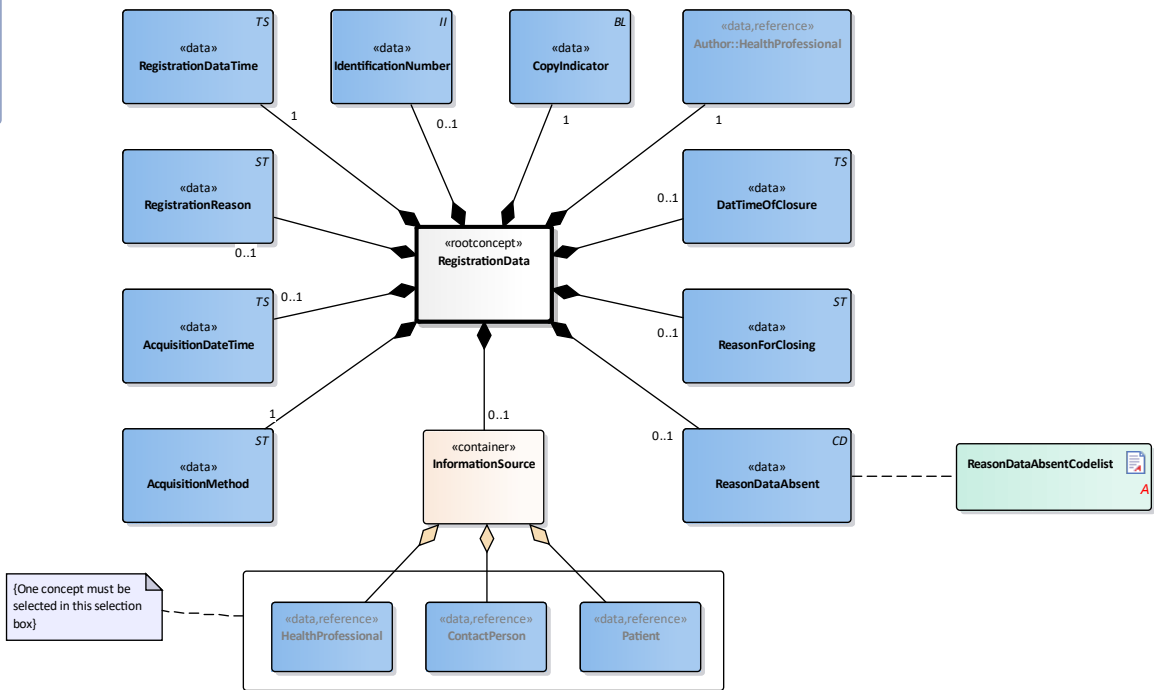 TS
«data»
RegistrationDataTime
II
«data»
IdentificationNumber
BL
«data»
CopyIndicator
«data,reference»
Author::HealthProfessional
1
0..1
1
1
ST
«data»
RegistrationReason
0..1
TS
«data»
DatTimeOfClosure
0..1
«rootconcept»
RegistrationData
TS
«data»
AcquisitionDateTime
0..1
ST
«data»
ReasonForClosing
0..1
1
ST
«data»
AcquisitionMethod
0..1
«container»
InformationSource
0..1
CD
«data»
ReasonDataAbsent
ReasonDataAbsentCodelist
A
{One concept must be
selected in this selection
box}
«data,reference»
HealthProfessional
«data,reference»
ContactPerson
«data,reference»
Patient